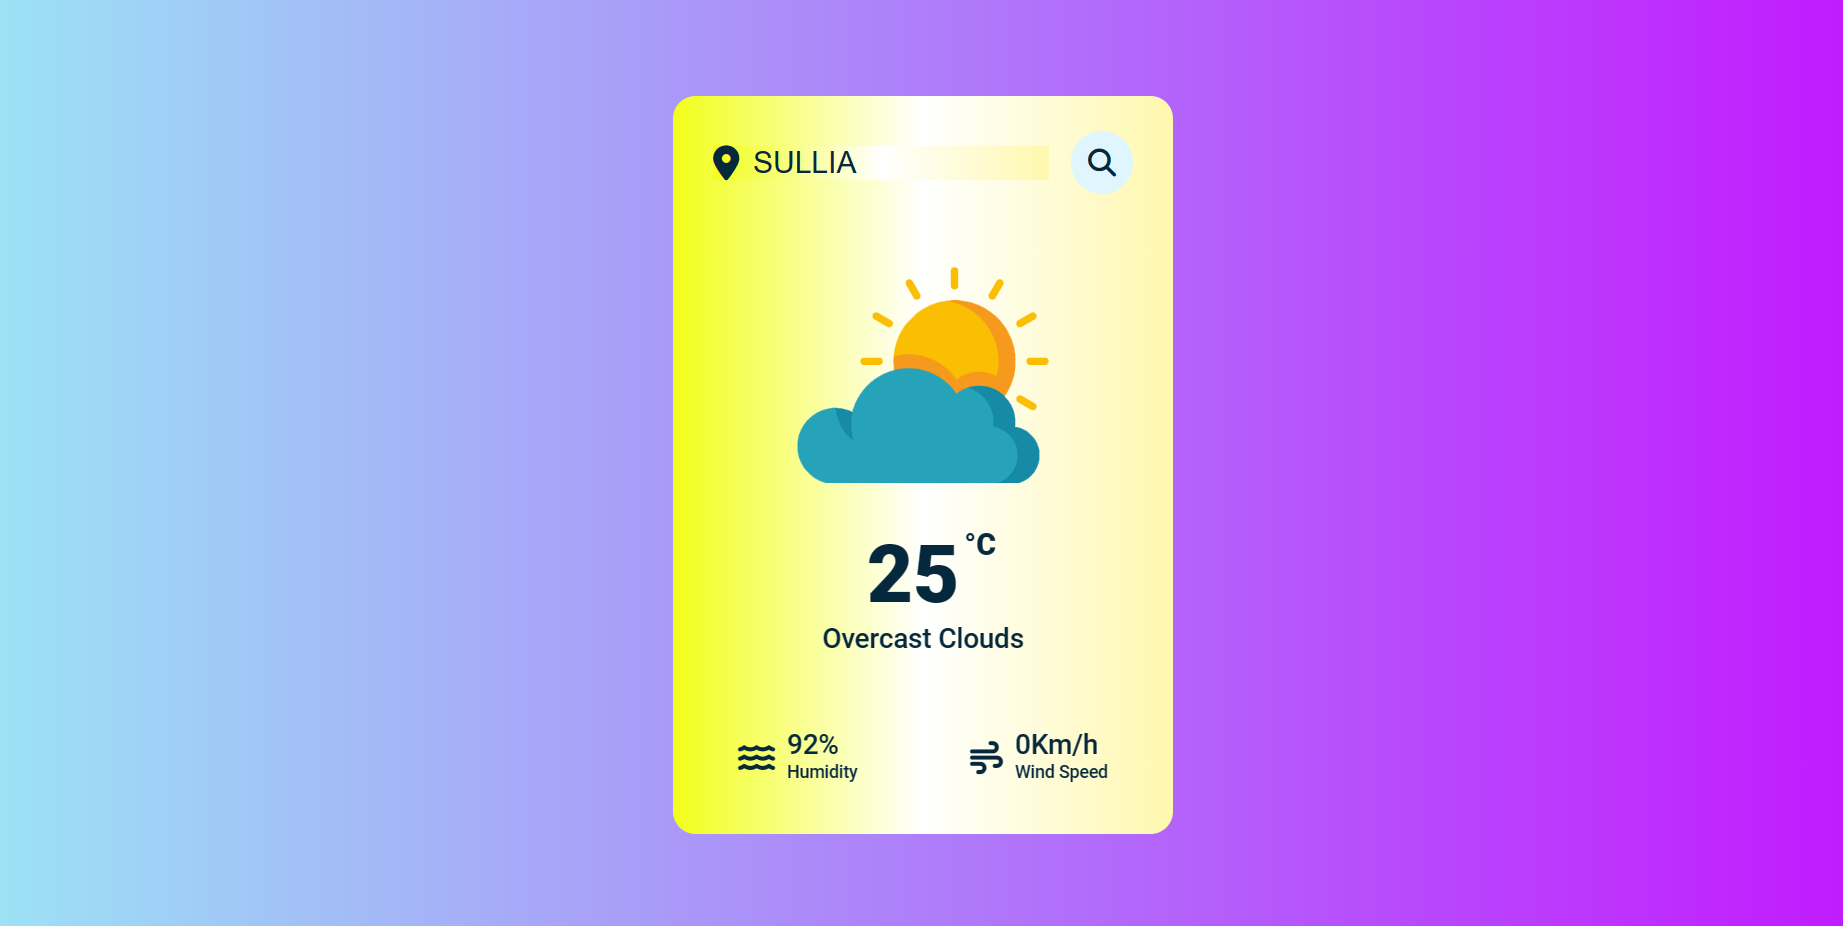 SULLIA
25 °C
Overcast Clouds
92%
Humidity
0Km/h
Wind Speed